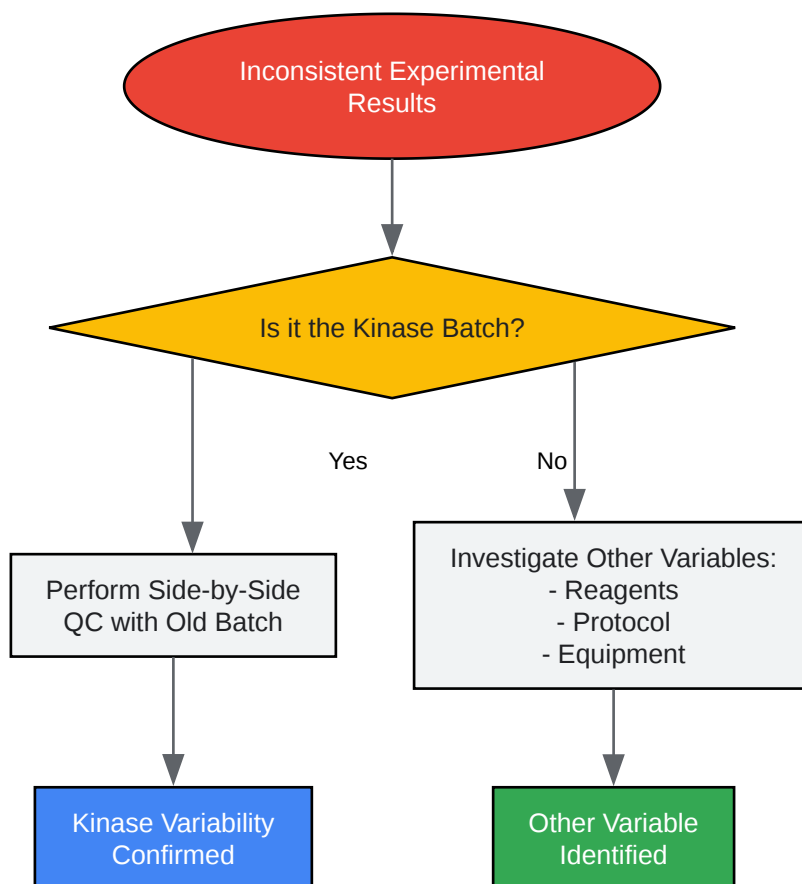 Inconsistent Experimental
Results
Is it the Kinase Batch?
Yes
No
Perform Side-by-Side
QC with Old Batch
Investigate Other Variables:
- Reagents
- Protocol
- Equipment
Kinase Variability
Confirmed
Other Variable
Identified